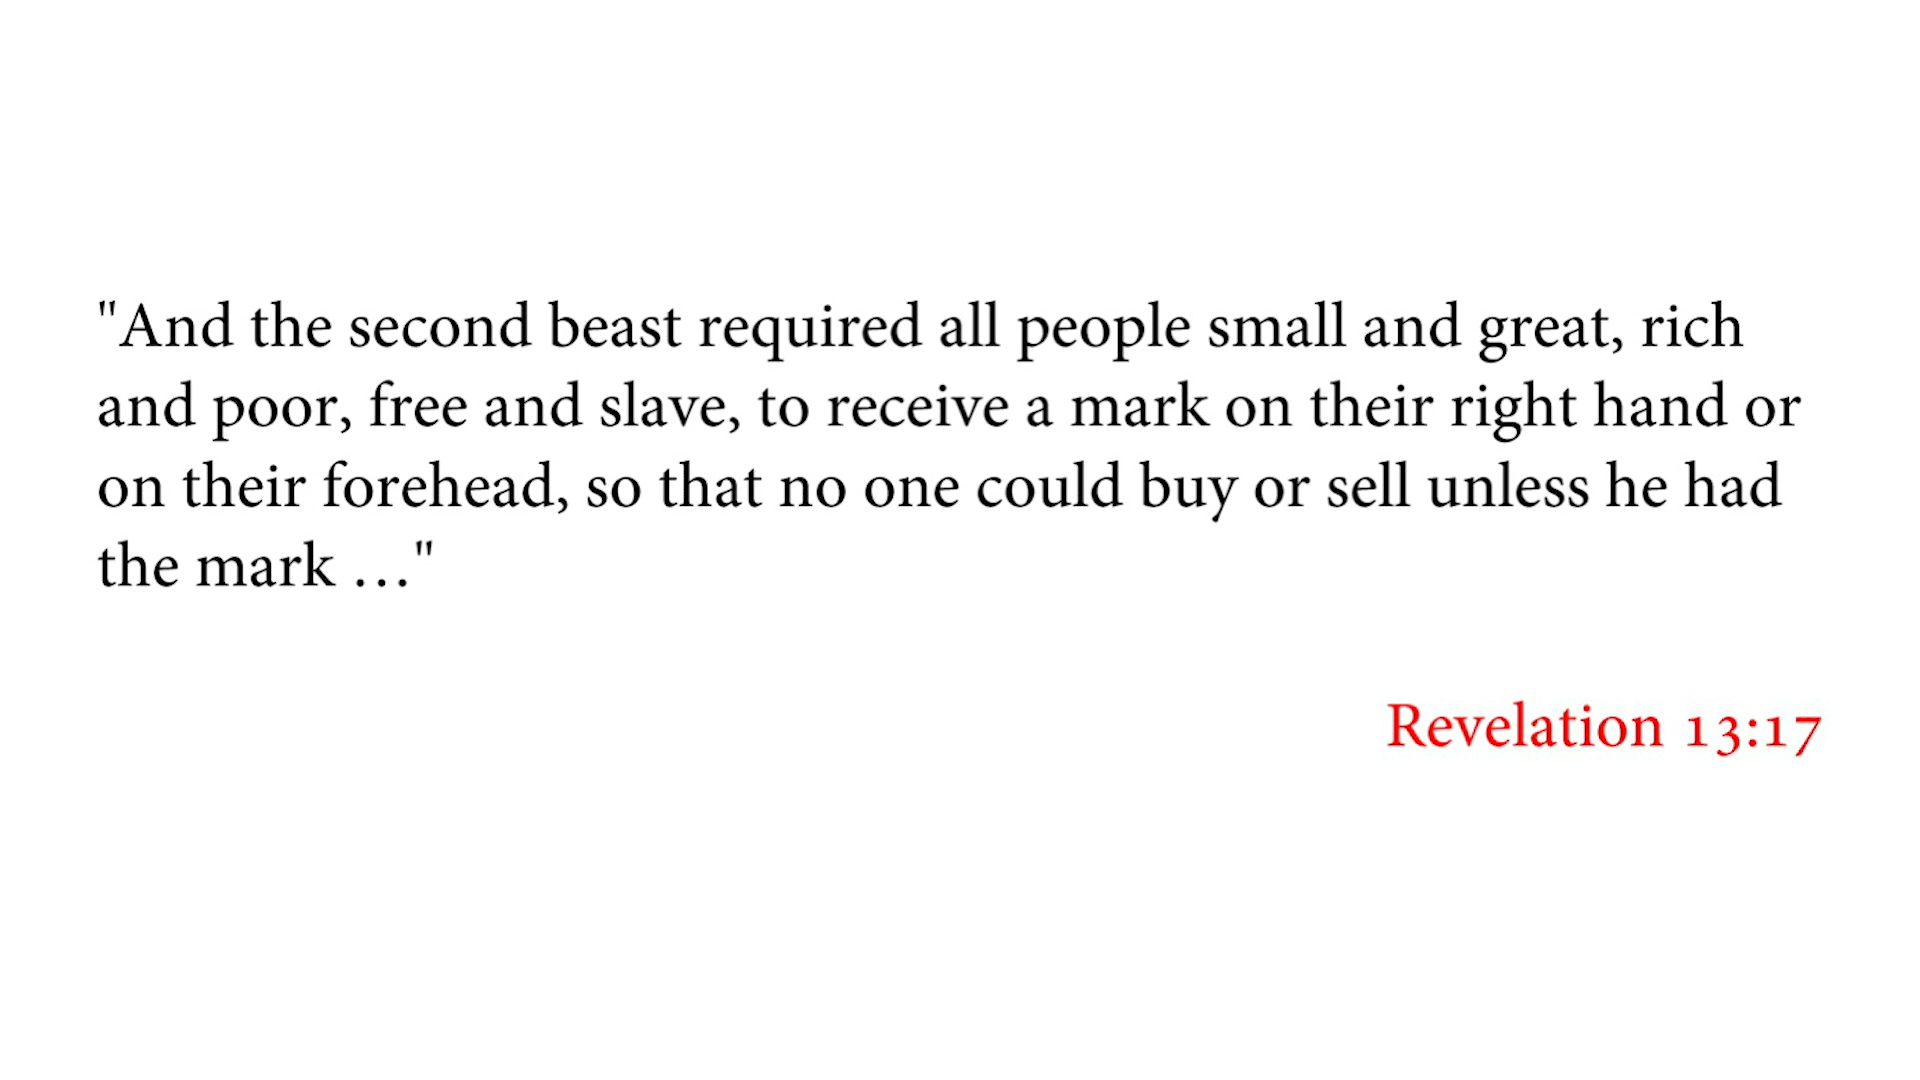 "And the second beast required all people small and great, rich
and poor, free and slave, to receive a mark on their right hand or
on their forehead, so that no one could buy or sell unless he had
the mark …"
Revelation 13:17